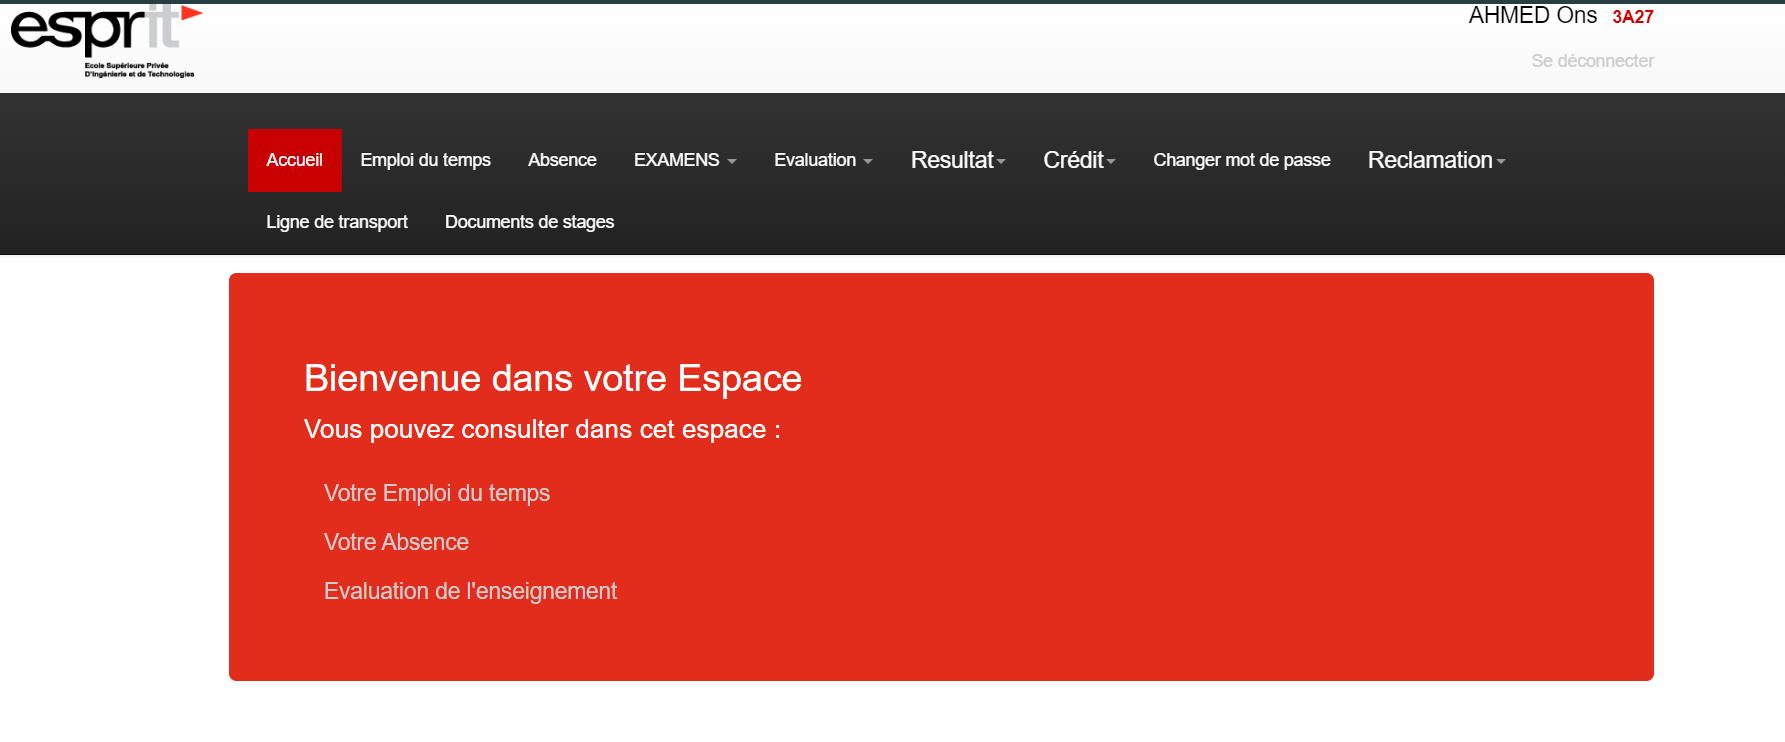 esprit
Ecole Supérieure Privée
D'Ingénierie et de Technologies
AHMED Ons 3A27
Se déconnecter
Accueil Emploi du temps Absence EXAMENS Evaluation Resultat Crédit Changer mot de passe Reclamation
Ligne de transport Documents de stages
Bienvenue dans votre Espace
Vous pouvez consulter dans cet espace :
Votre Emploi du temps
Votre Absence
Evaluation de l'enseignement